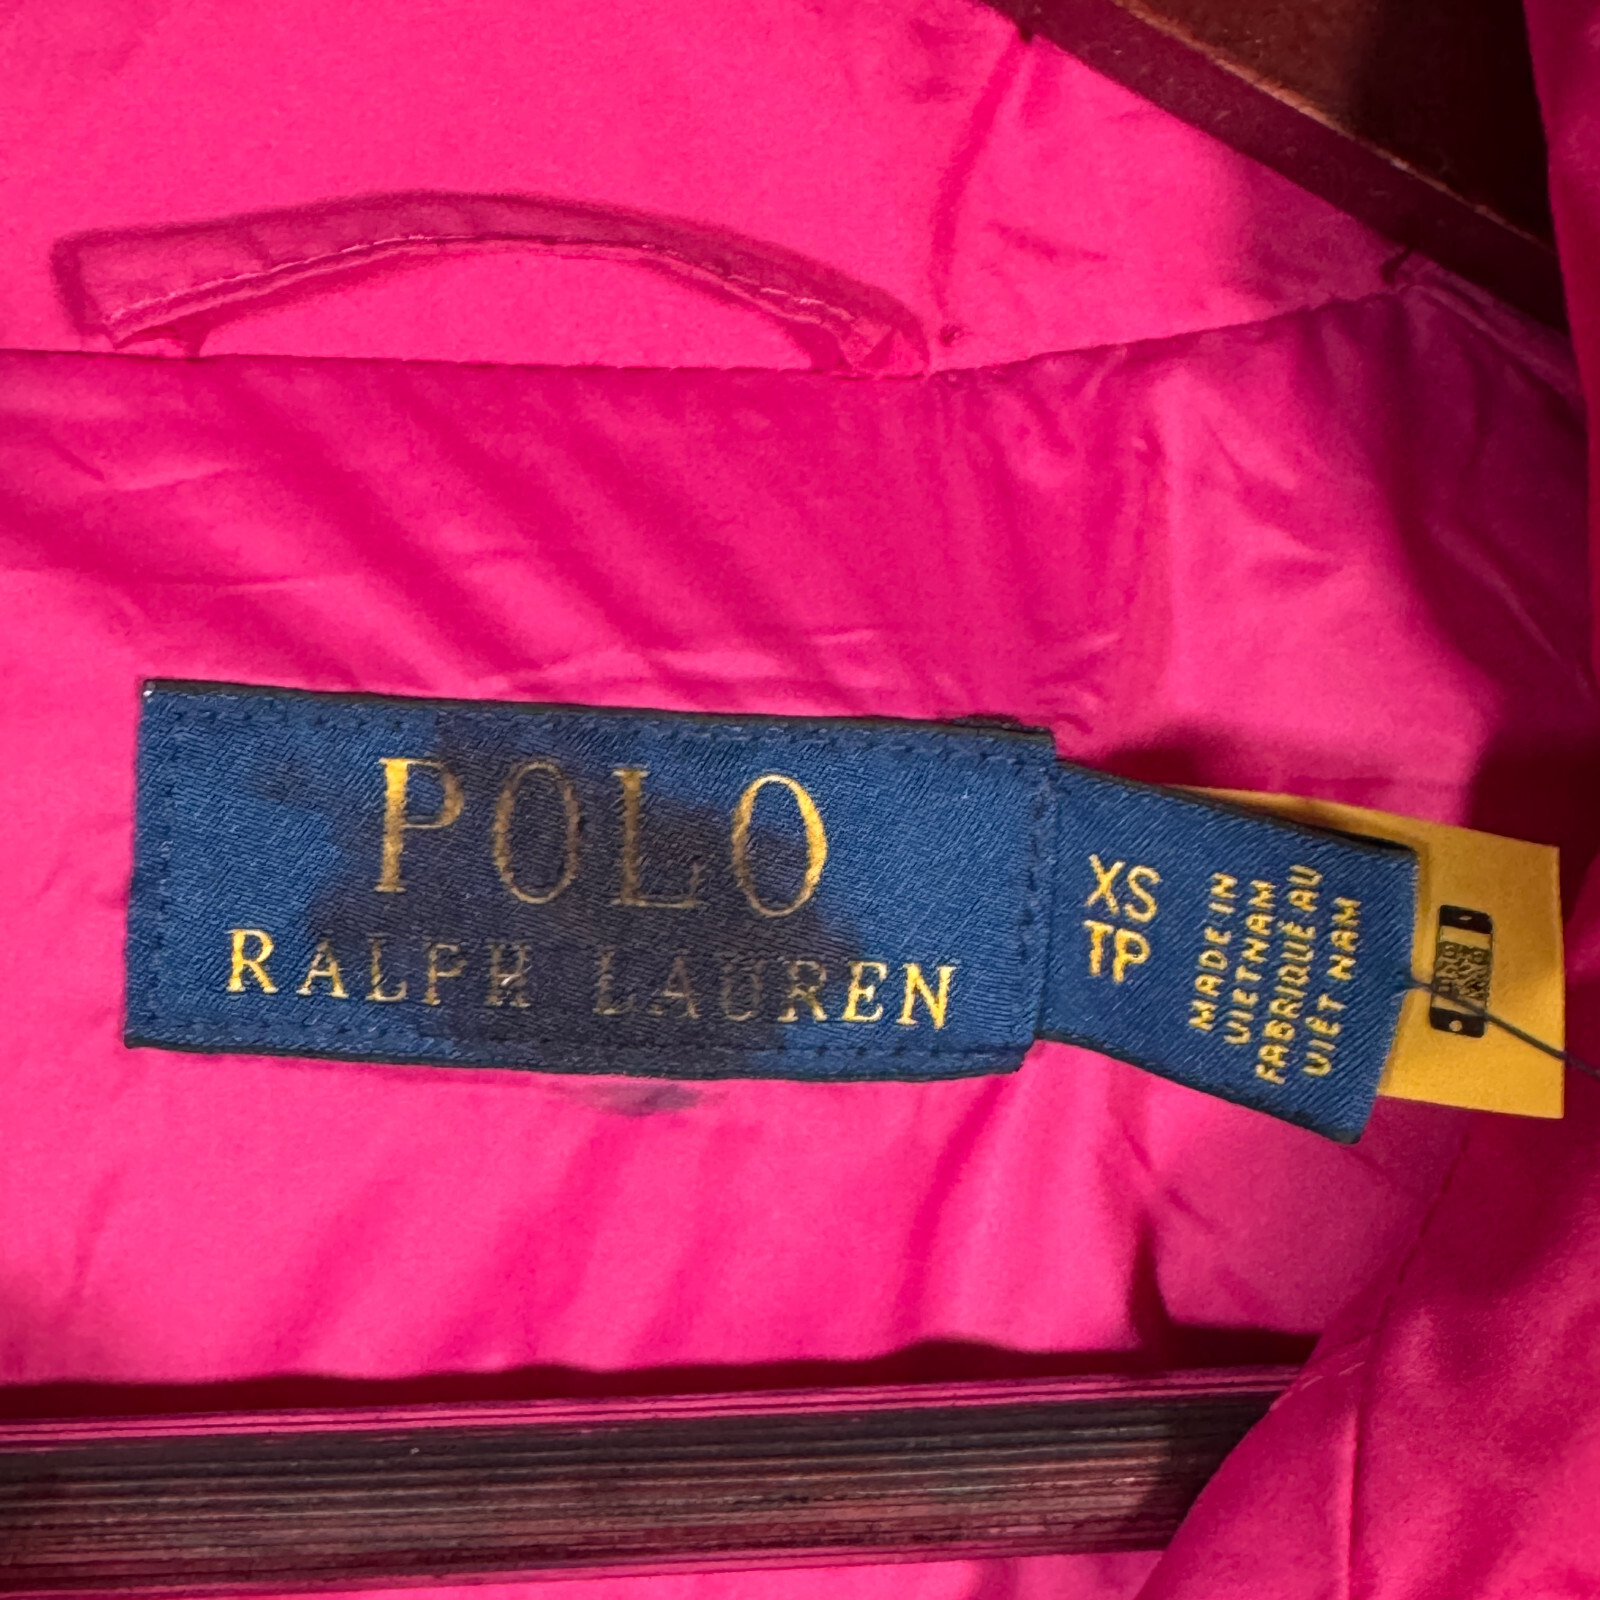 POLO
RALPH LAUREN
XS
TP
MADE IN
VIETNAM
FABRIQUÉ AU
VIÊT NAM